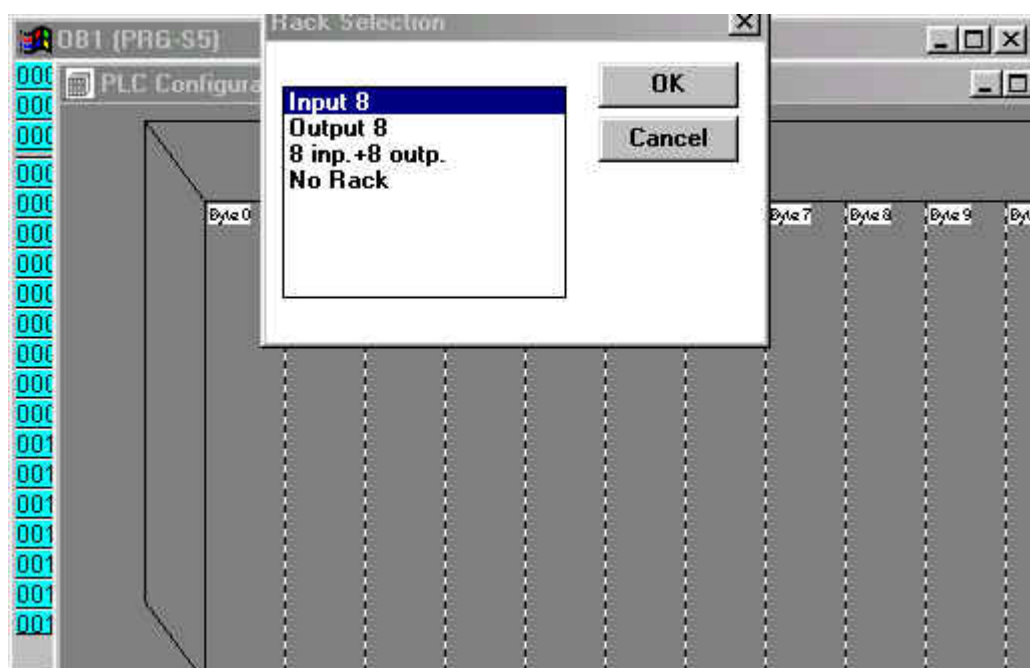 Rack Selection
OB1 (PRG-S5)
PLC Configura
OK
Cancel
Input 8
Output 8
8 inp.+8 outp.
No Rack
Byte 0
Byte 7
Byte 8
Byte 9
Byt
000
000
000
000
000
000
000
000
000
000
000
000
001
001
001
001
001
001
001